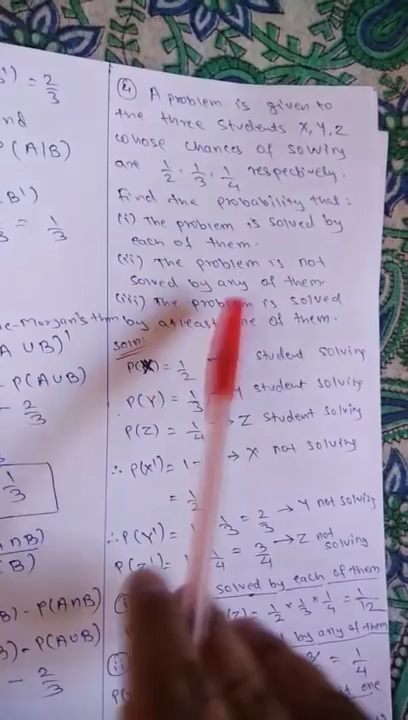 ') = 2/3
nd
P(A|B)
B')
= 1/3
e-Morgan's thm
A ∪ B)'
P(A∪B)
- 2/3
1/3
∩B)
(B)
B) - P(A∩B)
B) - P(A∪B)
- 2/3
④ A problem is given to
the three students X, Y, Z
whose chances of solving
are 1/2, 1/3, 1/4 respectively.
Find the probability that:
(i) The problem is solved by
each of them.
(ii) The problem is not
solved by any of them
(iii) The problem is solved
by atleast one of them.
Soln:
P(X) = 1/2 student solving
P(Y) = 1/3 Y student solving
P(Z) = 1/4 → Z student solving
∴ P(X') = 1 - → X not solving
= 1/2
∴ P(Y') = 1 1/3 = 2/3 → Y not solving
P(Z') = 1/4 = 3/4 → Z not solving
solved by each of them
(Z) = 1/2 * 1/3 * 1/4 = 1/12
(ii) by any of them
= 1/4
one